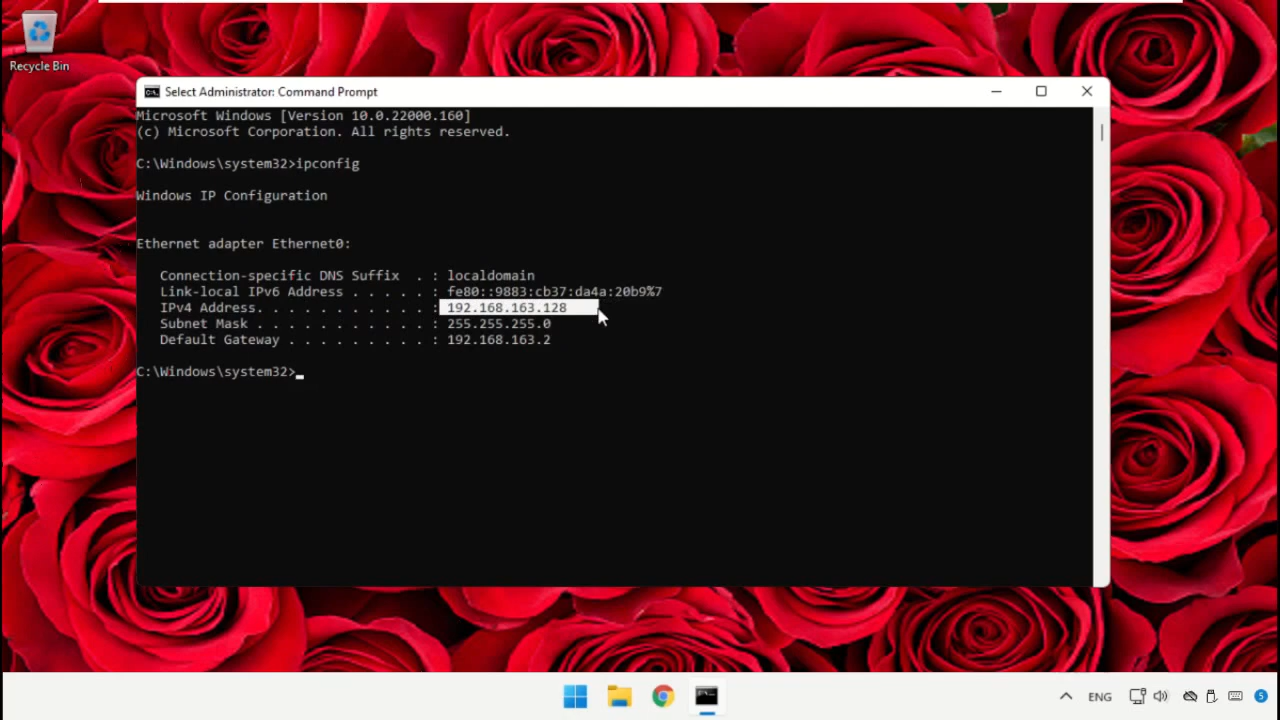 Recycle Bin
Select Administrator: Command Prompt
Microsoft Windows [Version 10.0.22000.160]
(c) Microsoft Corporation. All rights reserved.
C:\Windows\system32>ipconfig
Windows IP Configuration
Ethernet adapter Ethernet0:
Connection-specific DNS Suffix . : localdomain
Link-local IPv6 Address . . . . . : fe80::9883:cb37:da4a:20b9%7
IPv4 Address. . . . . . . . . . . : 192.168.163.128
Subnet Mask . . . . . . . . . . . : 255.255.255.0
Default Gateway . . . . . . . . . : 192.168.163.2
C:\Windows\system32>
ENG
5